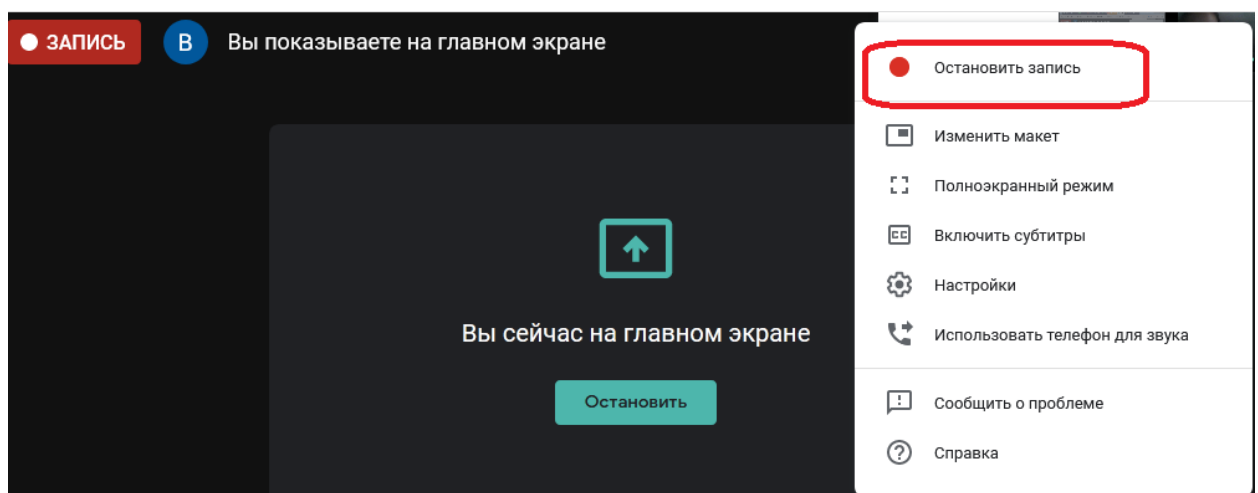 ЗАПИСЬ
В
Вы показываете на главном экране
Вы сейчас на главном экране
Остановить
Остановить запись
Изменить макет
Полноэкранный режим
Включить субтитры
Настройки
Использовать телефон для звука
Сообщить о проблеме
Справка